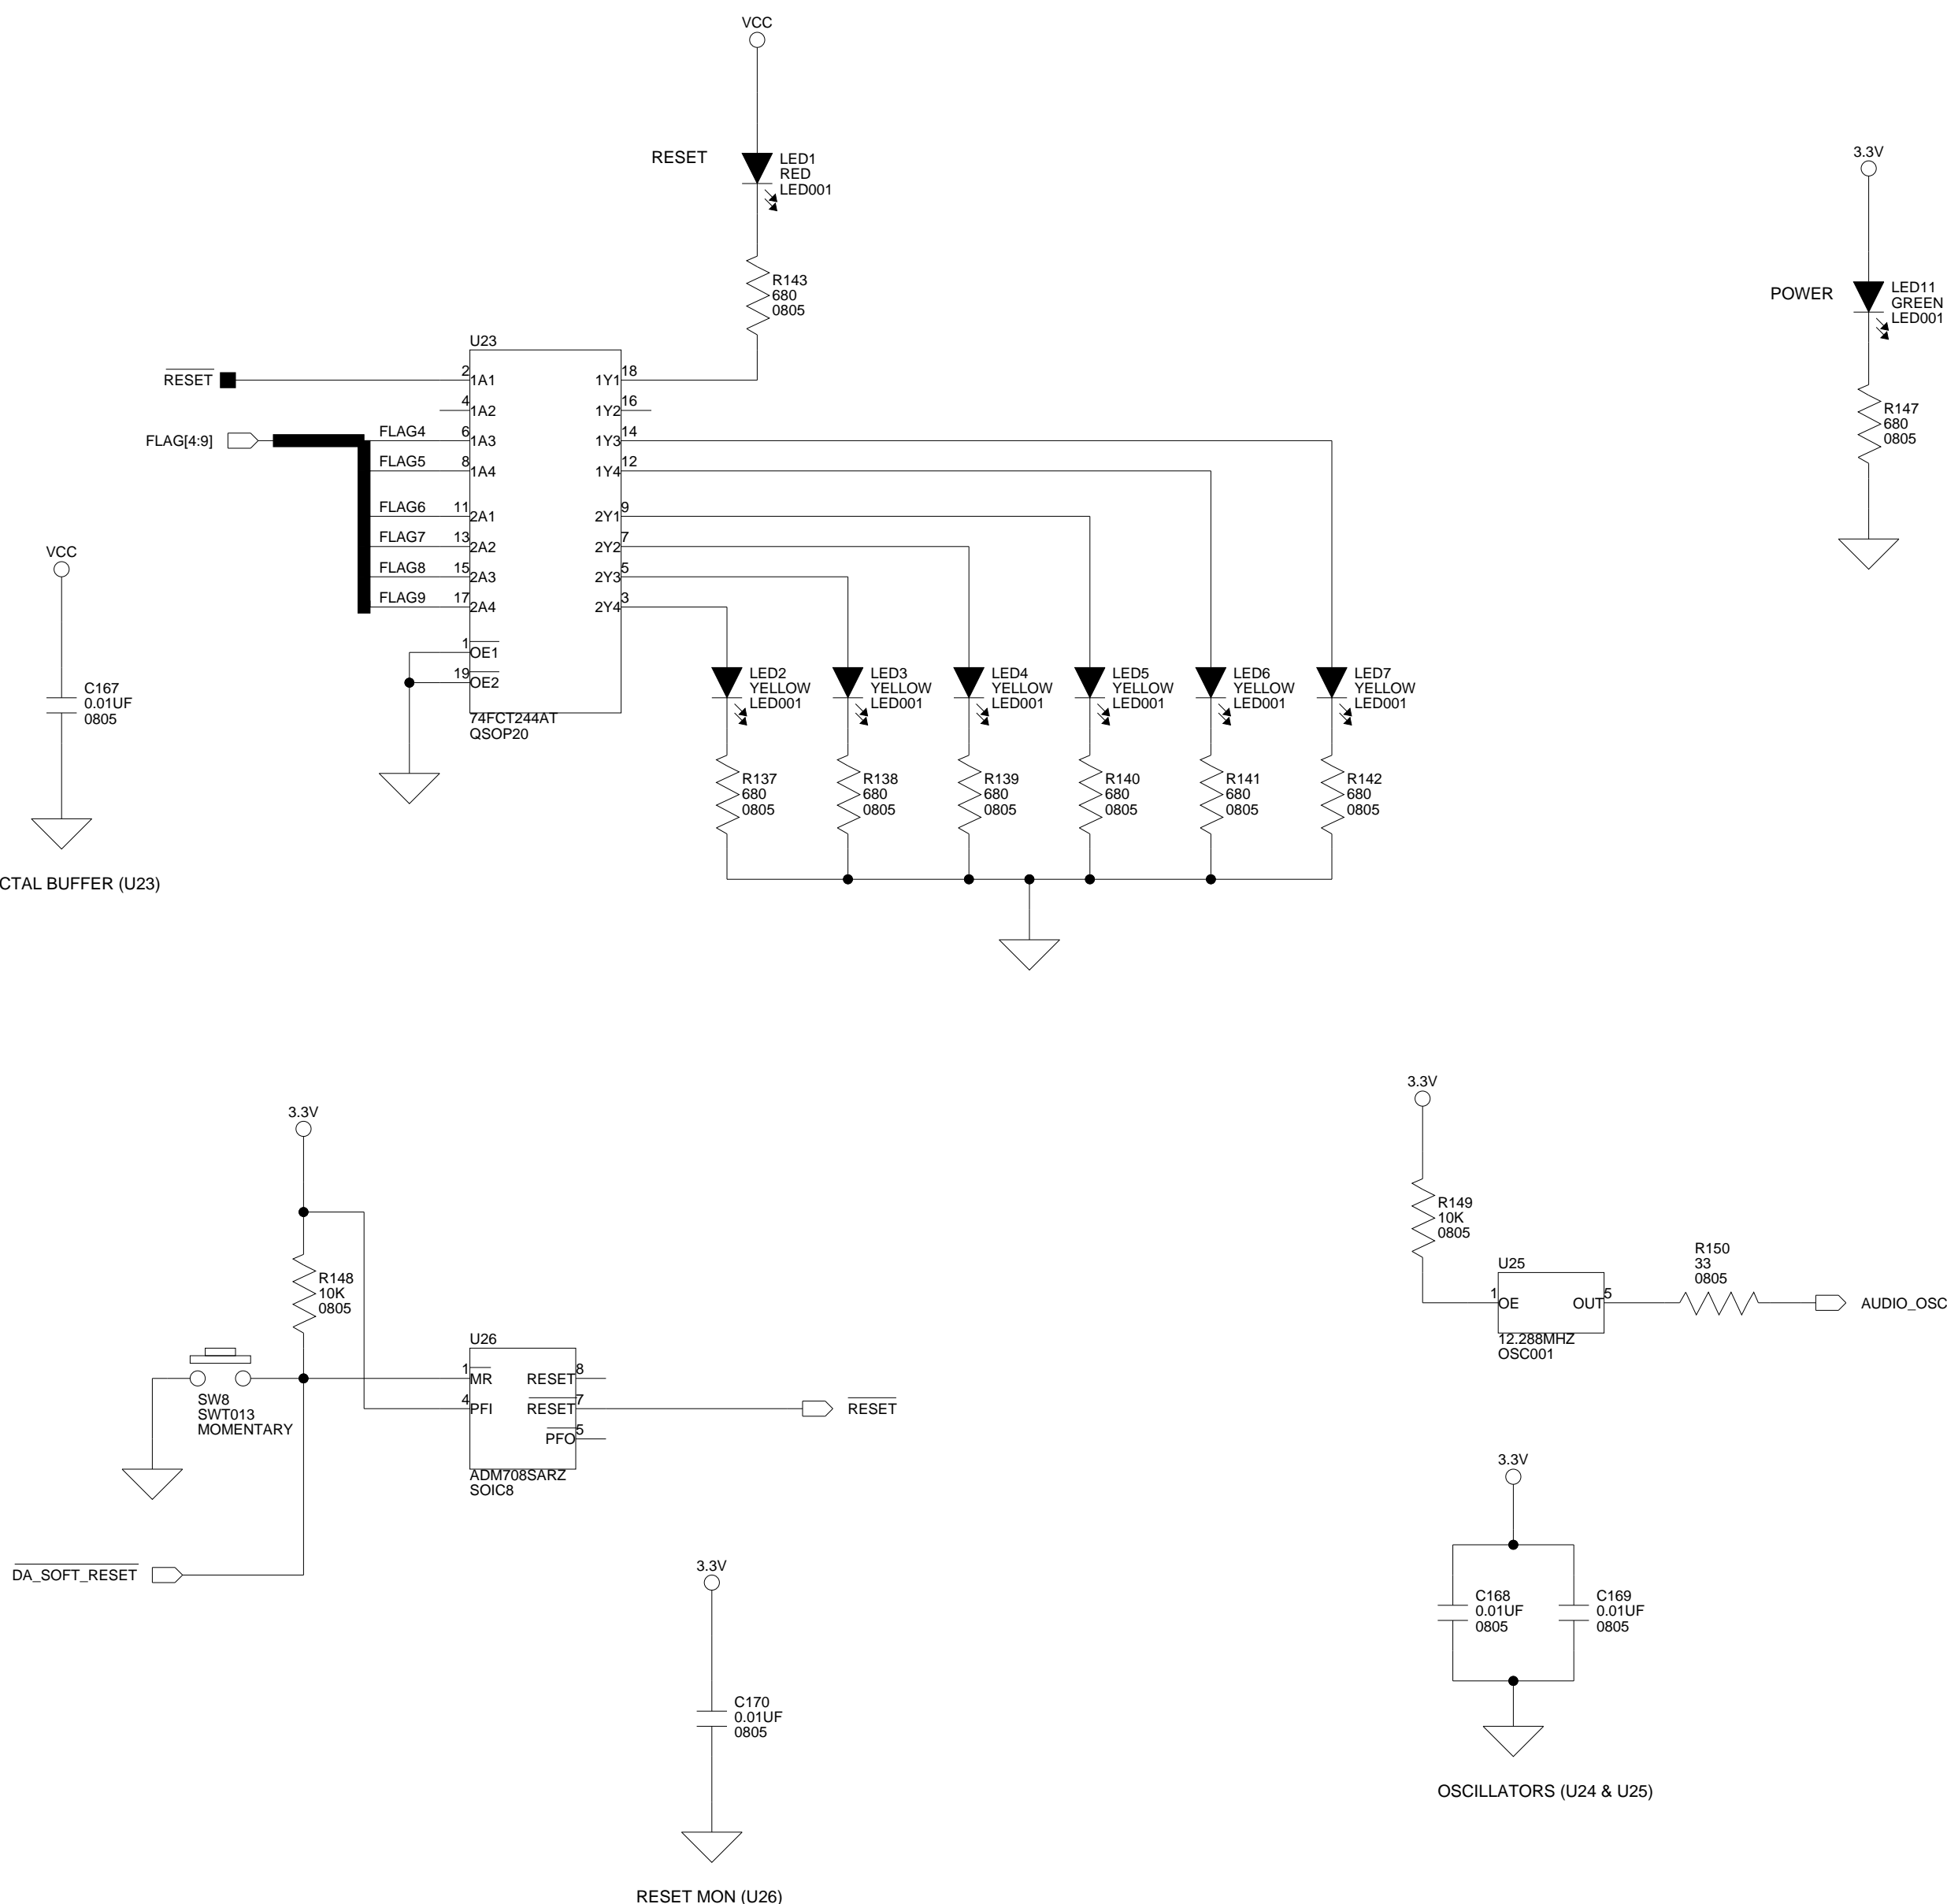 VCC
RESET
LED1
RED
LED001
3.3V
POWER
LED11
GREEN
LED001
R143
680
0805
R147
680
0805
U23
RESET
2
1A1
1Y1
18
4
1A2
1Y2
16
FLAG[4:9]
FLAG4
6
1A3
1Y3
14
FLAG5
8
1A4
1Y4
12
FLAG6
11
2A1
2Y1
9
FLAG7
13
2A2
2Y2
7
FLAG8
15
2A3
2Y3
5
FLAG9
17
2A4
2Y4
3
1
OE1
19
OE2
74FCT244AT
QSOP20
VCC
C167
0.01UF
0805
CTAL BUFFER (U23)
LED2
YELLOW
LED001
LED3
YELLOW
LED001
LED4
YELLOW
LED001
LED5
YELLOW
LED001
LED6
YELLOW
LED001
LED7
YELLOW
LED001
R137
680
0805
R138
680
0805
R139
680
0805
R140
680
0805
R141
680
0805
R142
680
0805
3.3V
R148
10K
0805
SW8
SWT013
MOMENTARY
U26
1
MR
RESET
8
4
PFI
RESET
7
RESET
PFO
5
ADM708SARZ
SOIC8
DA_SOFT_RESET
3.3V
C170
0.01UF
0805
RESET MON (U26)
3.3V
R149
10K
0805
U25
1
OE
OUT
5
12.288MHZ
OSC001
R150
33
0805
AUDIO_OSC
3.3V
C168
0.01UF
0805
C169
0.01UF
0805
OSCILLATORS (U24 & U25)